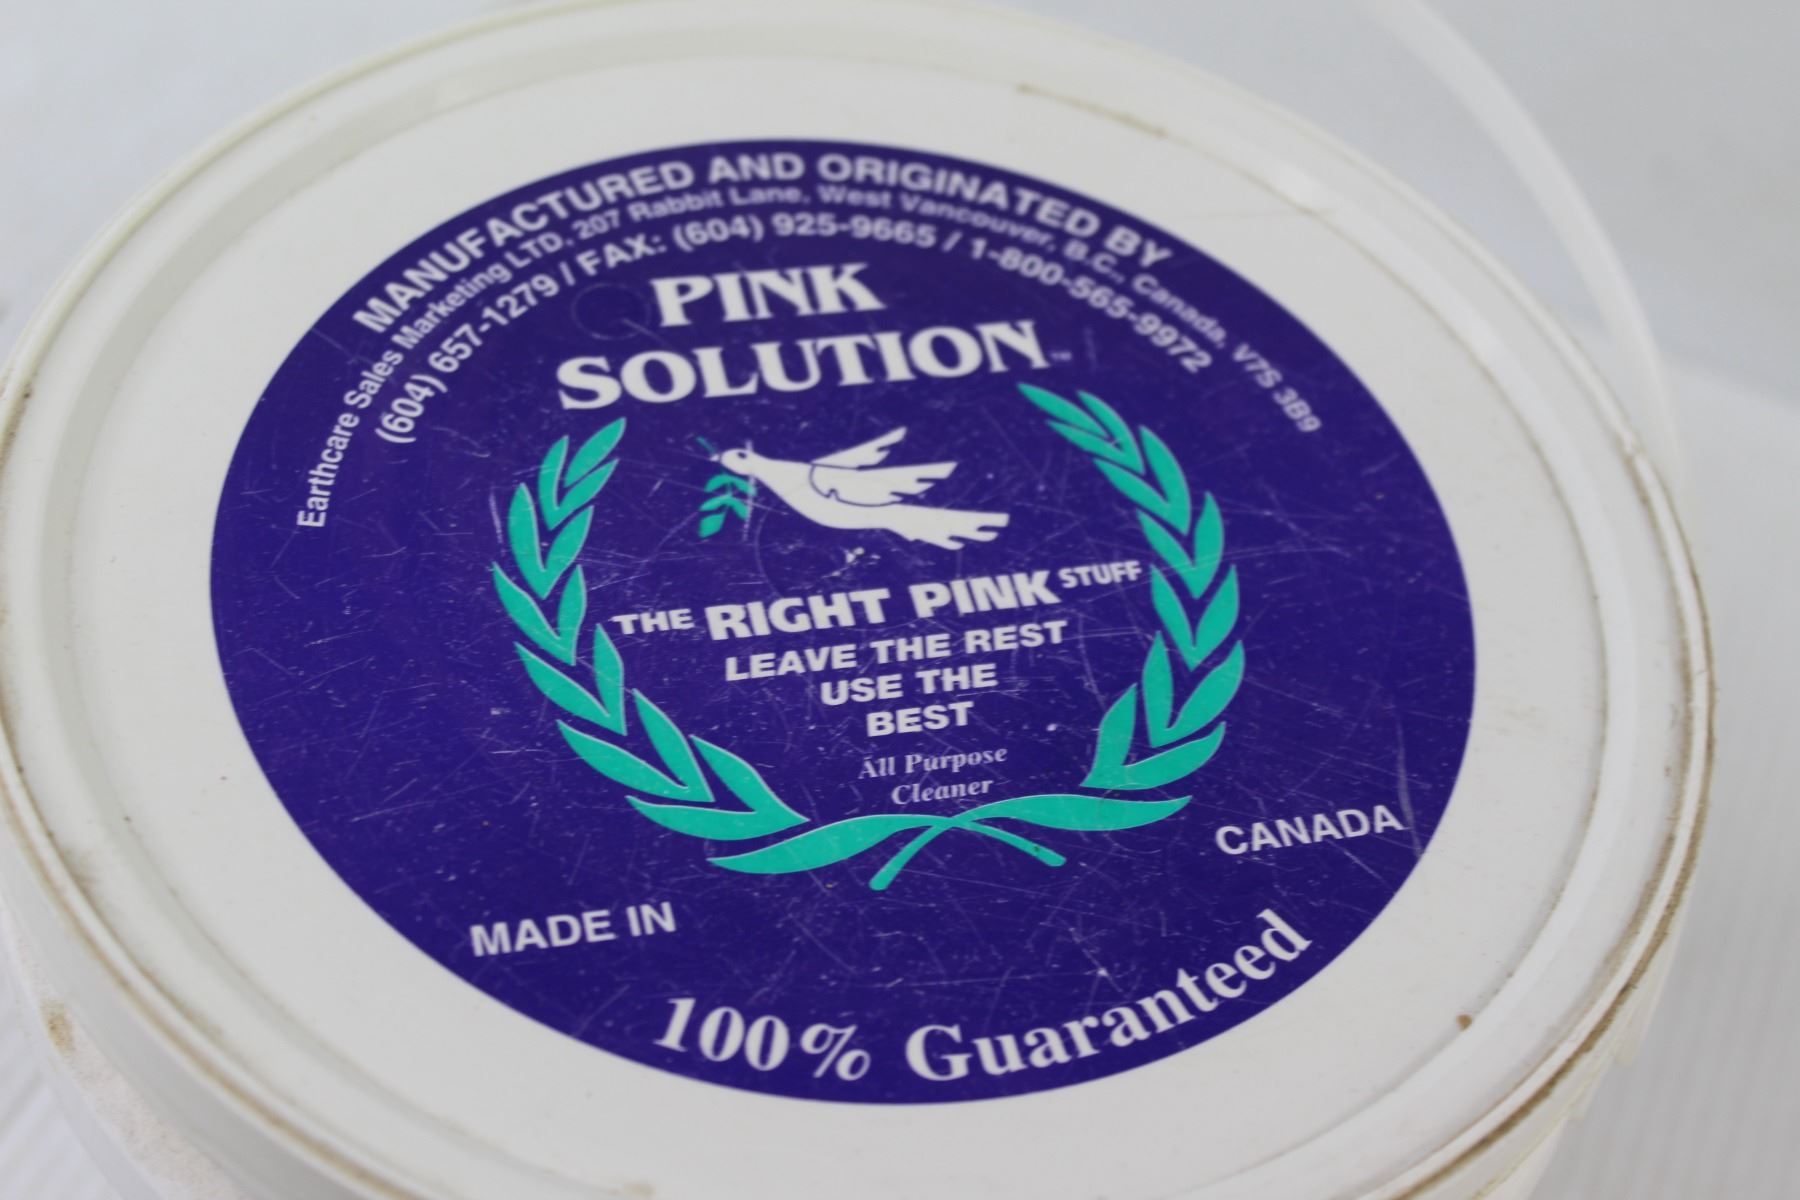 MANUFACTURED AND ORIGINATED BY
Earthcare Sales Marketing LTD, 207 Rabbit Lane, West Vancouver, B.C., Canada, V7S 3B9
(604) 657-1279 / FAX: (604) 925-9665 / 1-800-565-9972
PINK
SOLUTION™
THE RIGHT PINK STUFF
LEAVE THE REST
USE THE
BEST
All Purpose
Cleaner
MADE IN CANADA
100% Guaranteed